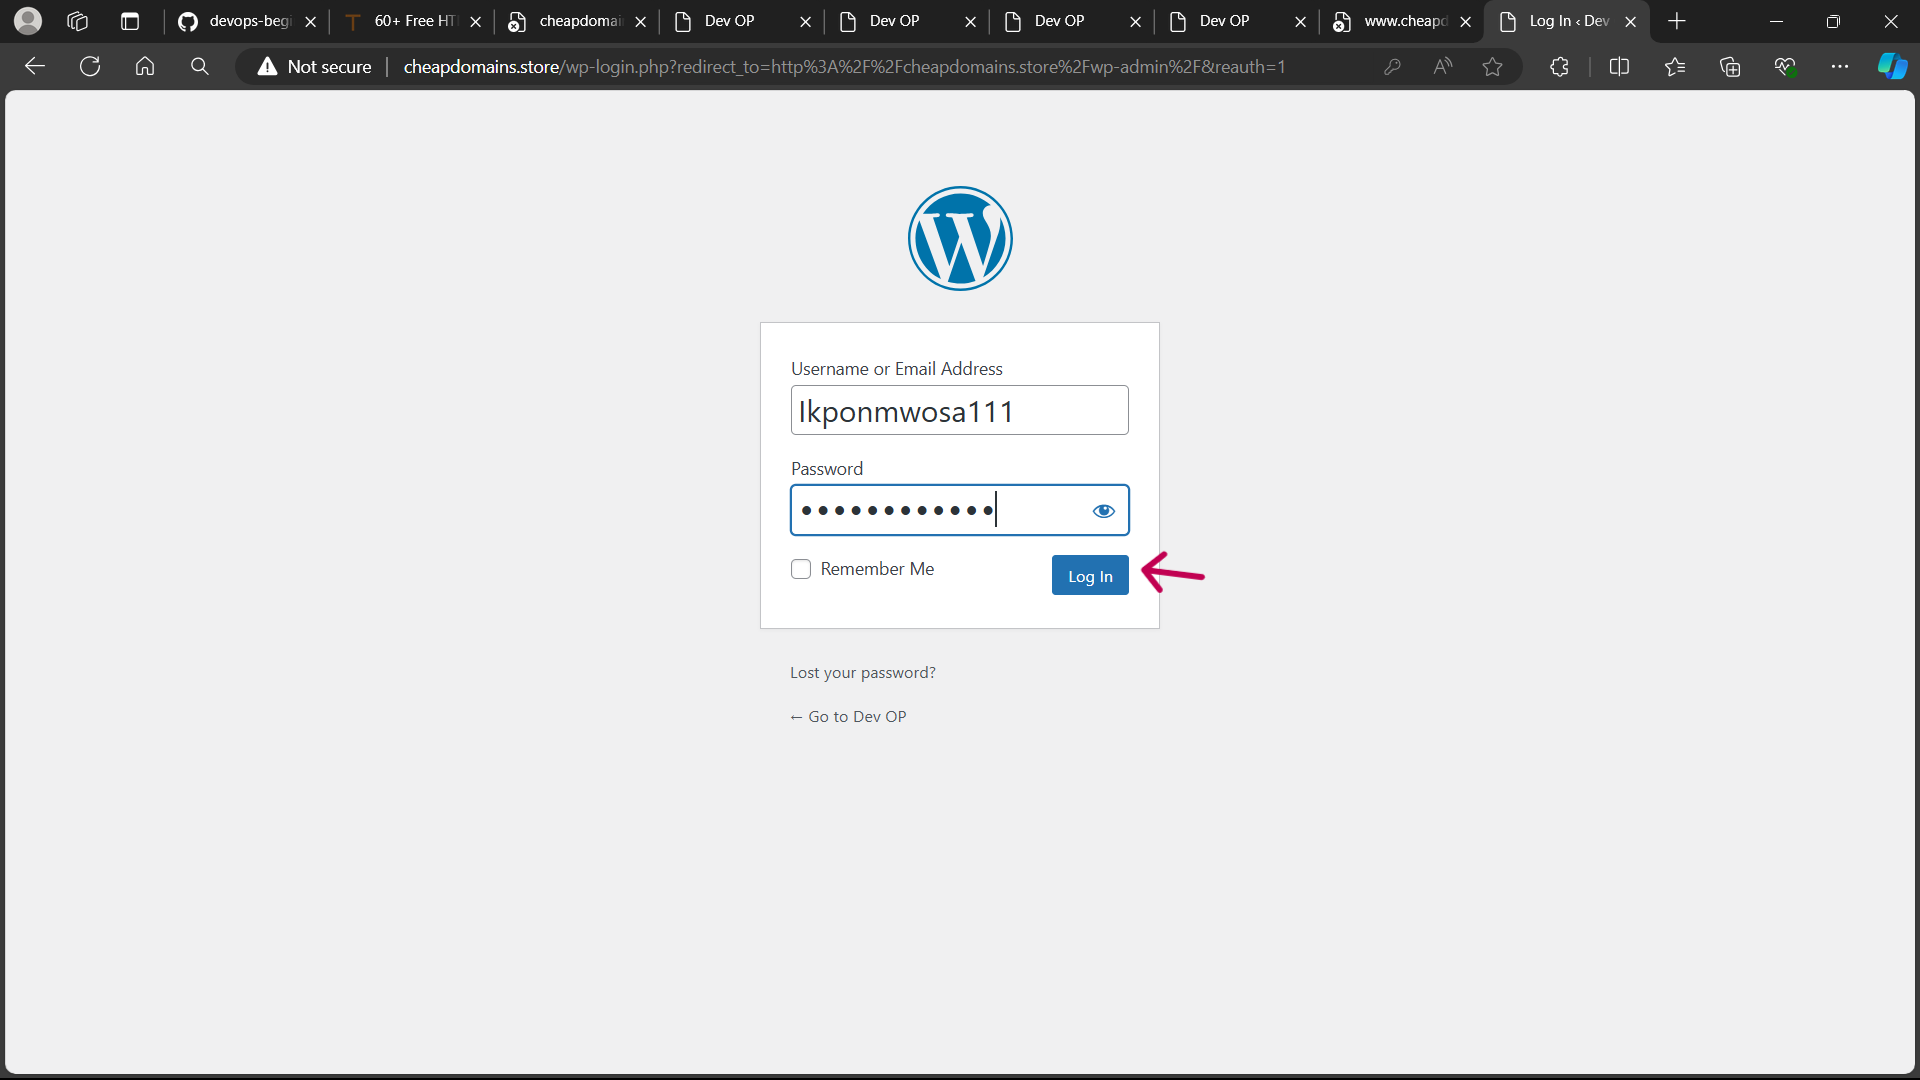 devops-begi
60+ Free HT
cheapdomai
Dev OP
Dev OP
Dev OP
Dev OP
www.cheapd
Log In ‹ Dev
Not secure
cheapdomains.store/wp-login.php?redirect_to=http%3A%2F%2Fcheapdomains.store%2Fwp-admin%2F&reauth=1
Username or Email Address
Ikponmwosa111
Password
Remember Me
Log In
Lost your password?
← Go to Dev OP